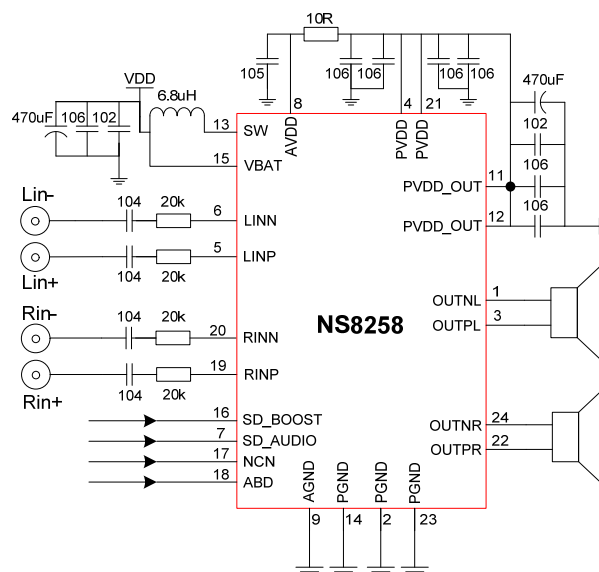 10R
105
106
106
106
106
8
4
21
AVDD
PVDD
PVDD
VDD
6.8uH
470uF
106
102
13
SW
15
VBAT
470uF
102
106
106
11
PVDD_OUT
12
PVDD_OUT
Lin-
104
20k
6
LINN
Lin+
104
20k
5
LINP
1
OUTNL
3
OUTPL
NS8258
Rin-
104
20k
20
RINN
Rin+
104
20k
19
RINP
16
SD_BOOST
7
SD_AUDIO
17
NCN
18
ABD
24
OUTNR
22
OUTPR
AGND
PGND
PGND
PGND
9
14
2
23